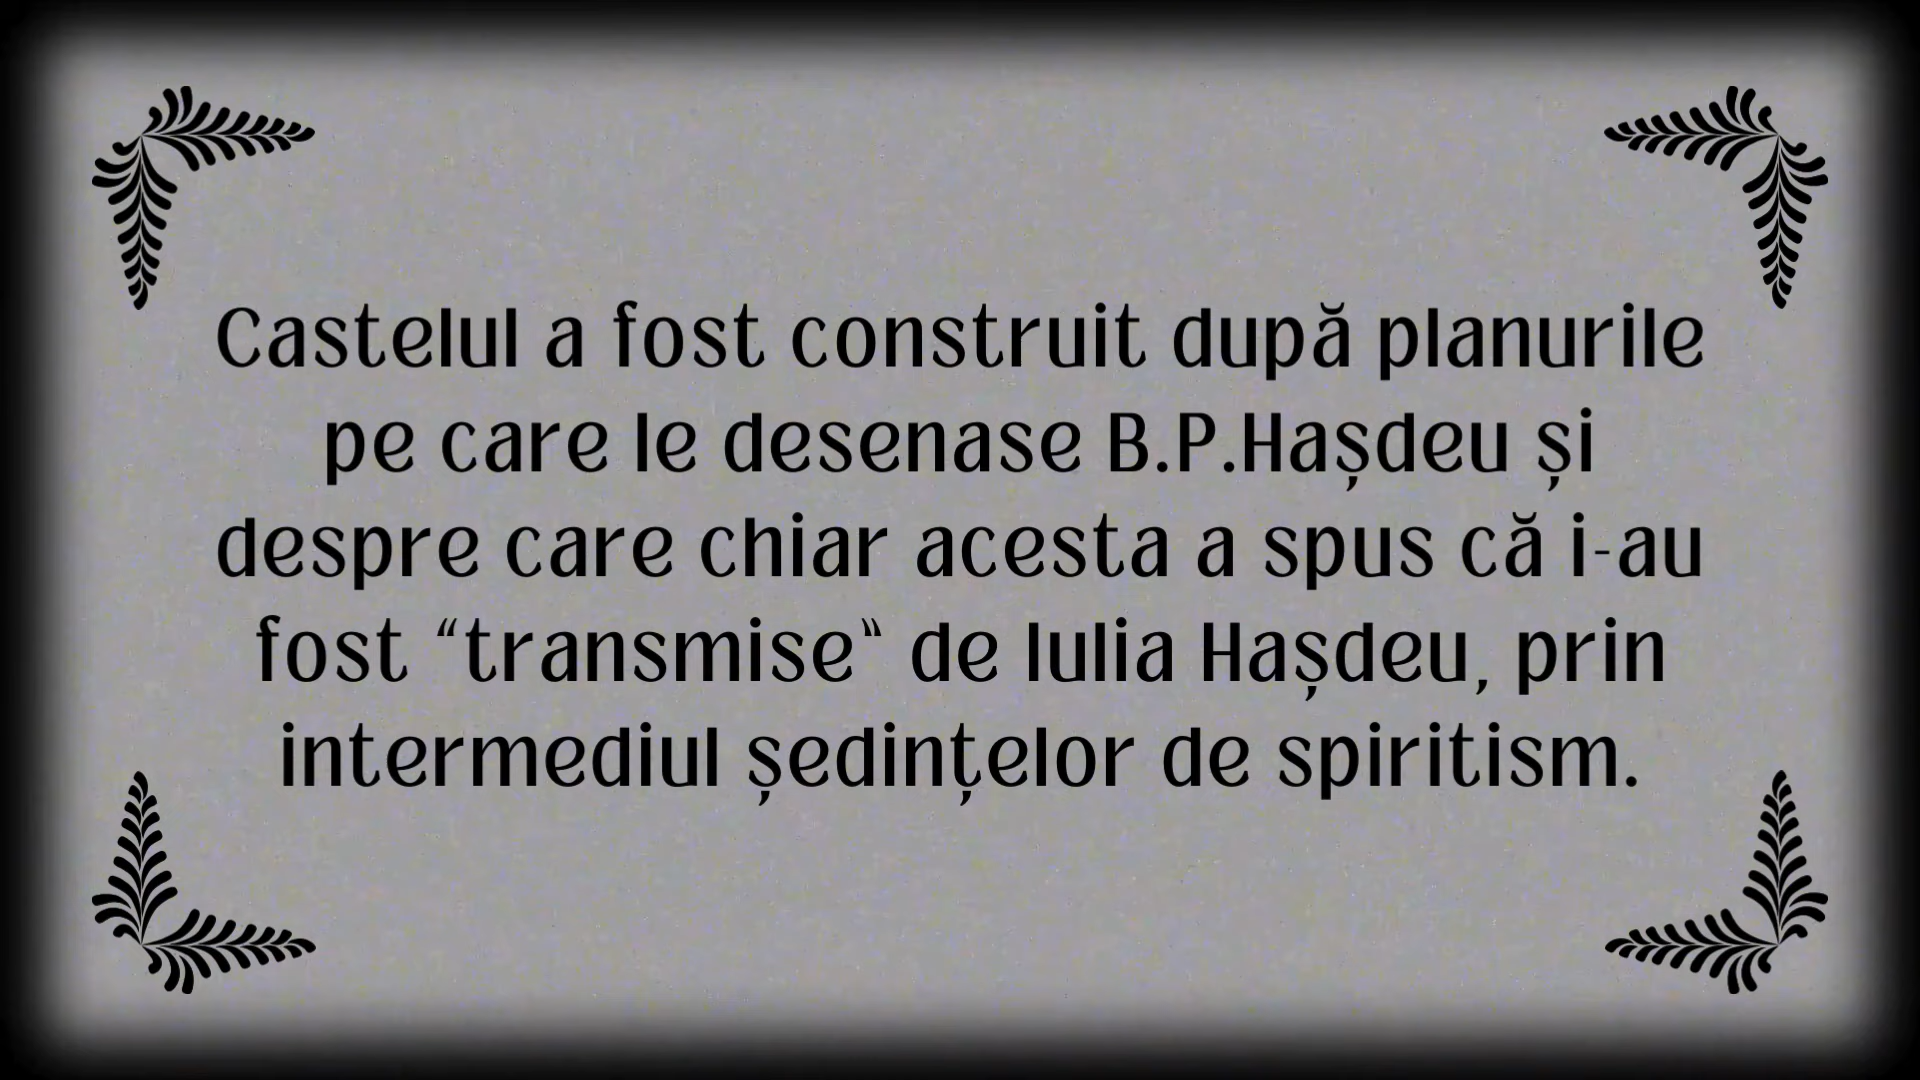 Castelul a fost construit după planurile
pe care le desenase B.P.Hașdeu și
despre care chiar acesta a spus că i-au
fost “transmise” de Iulia Hașdeu, prin
intermediul ședințelor de spiritism.